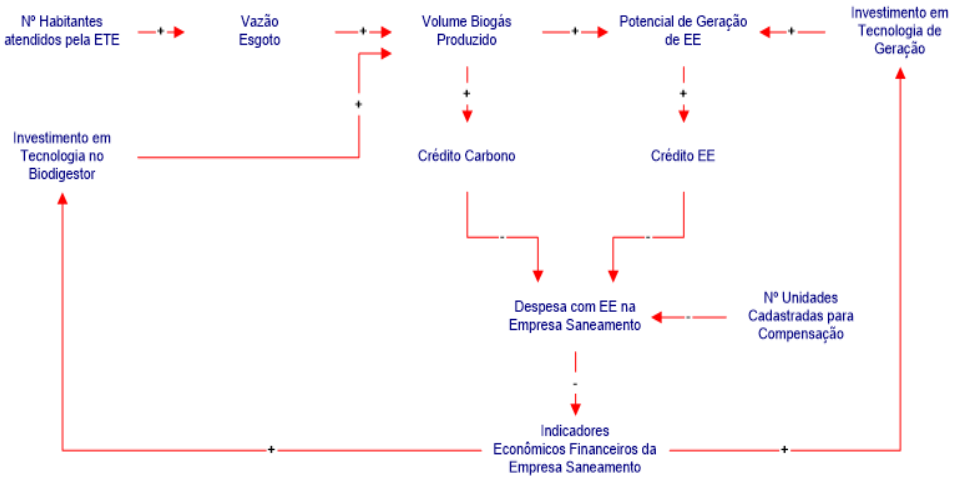 Nº Habitantes
atendidos pela ETE
+
Vazão
Esgoto
+
Volume Biogás
Produzido
+
Potencial de Geração
de EE
+
Investimento em
Tecnologia de
Geração
+
+
+
Investimento em
Tecnologia no
Biodigestor
Crédito Carbono
Crédito EE
-
-
Despesa com EE na
Empresa Saneamento
-
Nº Unidades
Cadastradas para
Compensação
-
Indicadores
Econômicos Financeiros da
Empresa Saneamento
+
+